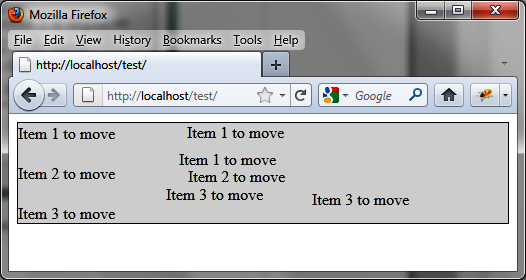 Mozilla Firefox
File Edit View History Bookmarks Tools Help
http://localhost/test/
http://localhost/test/ Google
Item 1 to move Item 1 to move
Item 1 to move
Item 2 to move Item 2 to move
Item 3 to move Item 3 to move
Item 3 to move